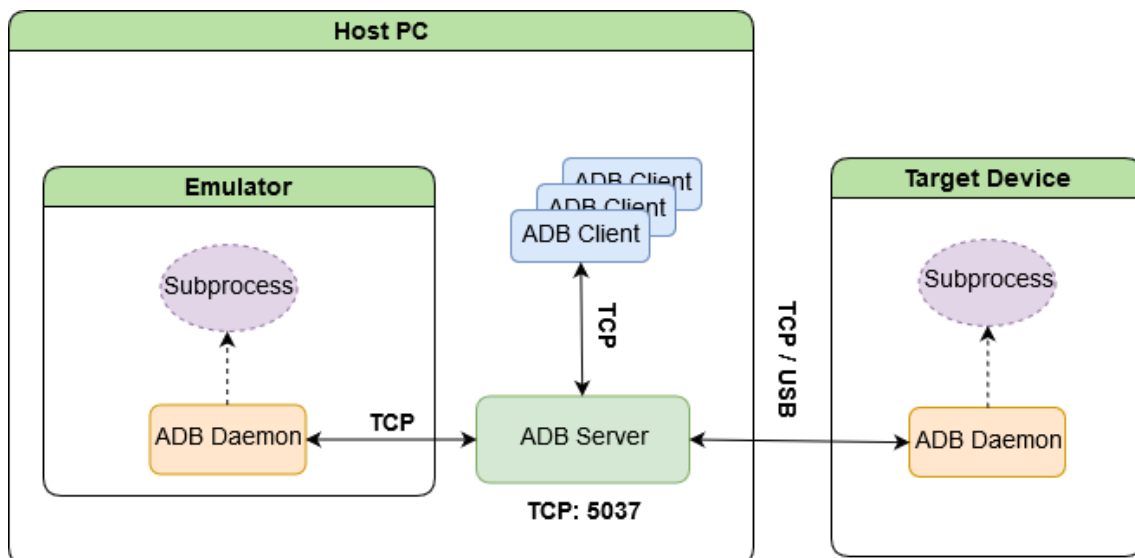 Host PC
Emulator
Target Device
ADB Client
ADB Client
ADB Client
Subprocess
Subprocess
TCP
TCP / USB
ADB Daemon
TCP
ADB Server
ADB Daemon
TCP: 5037